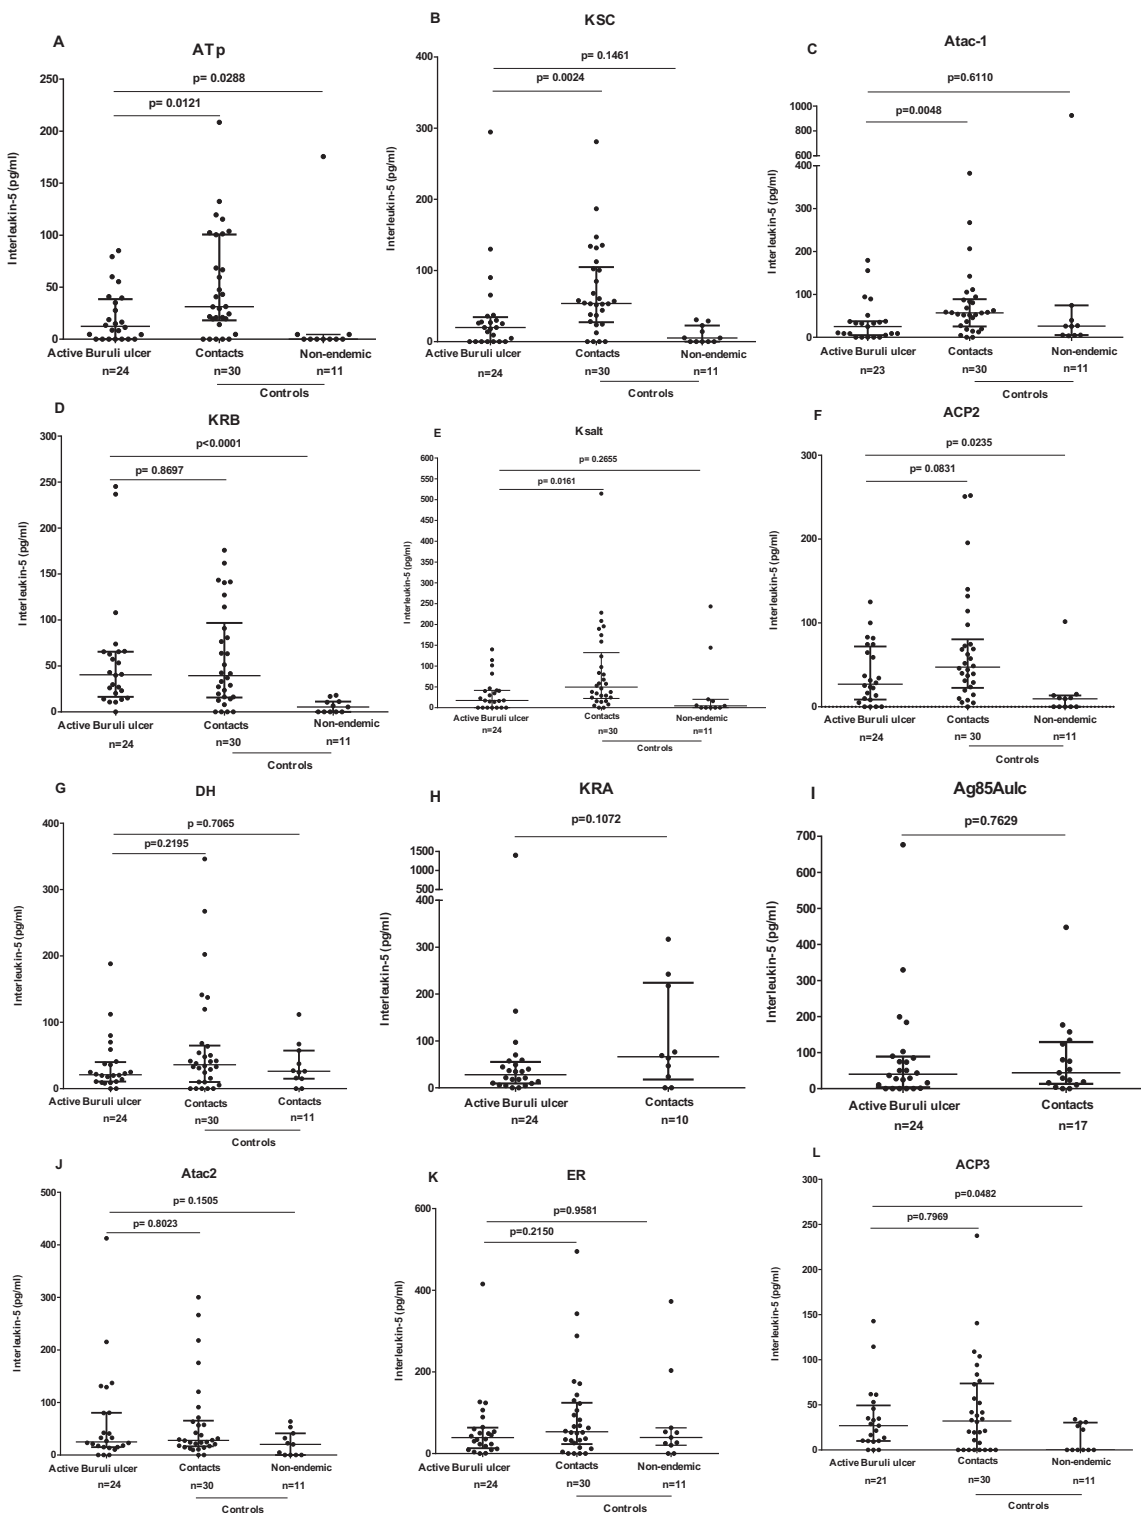 A
ATp
p= 0.0288
p= 0.0121
Interleukin-5 (pg/ml)
250
200
150
100
50
0
Active Buruli ulcer
Contacts
Non-endemic
n=24
n=30
n=11
Controls
B
KSC
p= 0.1461
p= 0.0024
Interleukin-5 (pg/ml)
400
300
200
100
0
Active Buruli ulcer
Contacts
Non-endemic
n=24
n=30
n=11
Controls
C
Atac-1
p=0.6110
p=0.0048
Interleukin-5 (pg/ml)
1000
800
600
400
300
200
100
0
Active Buruli ulcer
Contacts
Non-endemic
n=23
n=30
n=11
Controls
D
KRB
p<0.0001
p= 0.8697
Interleukin-5 (pg/ml)
300
250
200
150
100
50
0
Active Buruli ulcer
Contacts
Non-endemic
n=24
n=30
n=11
Controls
E
Ksalt
p= 0.2655
p= 0.0161
Interleukin-5 (pg/ml)
600
550
500
450
400
350
300
250
200
150
100
50
0
Active Buruli ulcer
Contacts
Non-endemic
n=24
n=30
n=11
Controls
F
ACP2
p= 0.0235
p= 0.0831
Interleukin-5 (pg/ml)
300
200
100
0
Active Buruli ulcer
Contacts
Non-endemic
n=24
n= 30
n=11
Controls
G
DH
p =0.7065
p=0.2195
Interleukin-5 (pg/ml)
400
300
200
100
0
Active Buruli ulcer
Contacts
Contacts
n=24
n=30
n=11
Controls
H
KRA
p=0.1072
Interleukin-5 (pg/ml)
1500
1000
500
300
200
100
0
Active Buruli ulcer
Contacts
n=24
n=10
I
Ag85Aulc
p=0.7629
Interleukin-5 (pg/ml)
700
600
500
400
300
200
100
0
Active Buruli ulcer
Contacts
n=24
n=17
J
Atac2
p= 0.1505
p= 0.8023
Interleukin-5 (pg/ml)
500
400
300
200
100
0
Active Buruli ulcer
Contacts
Non-endemic
n=24
n=30
n=11
Controls
K
ER
p=0.9581
p=0.2150
Interleukin-5 (pg/ml)
600
400
200
0
Active Buruli ulcer
Contacts
Non-endemic
n=24
n=30
n=11
Controls
L
ACP3
p=0.0482
p=0.7969
Interleukin-5 (pg/ml)
300
250
200
150
100
50
0
Active Buruli ulcer
Contacts
Non-endemic
n=21
n=30
n=11
Controls